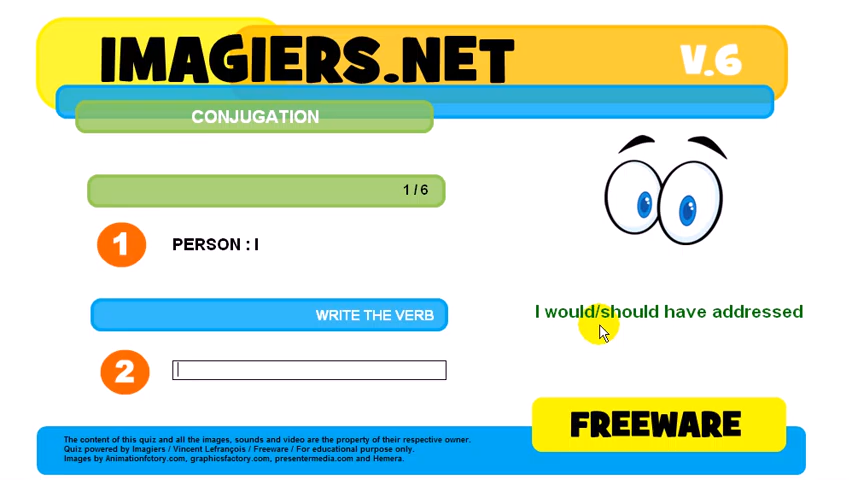 IMAGIERS.NET
V.6
CONJUGATION
1 / 6
1
PERSON : I
WRITE THE VERB
I would/should have addressed
2
FREEWARE
The content of this quiz and all the images, sounds and video are the property of their respective owner.
Quiz powered by Imagiers / Vincent Lefrançois / Freeware / For educational purpose only.
Images by Animationfctory.com, graphicsfactory.com, presentermedia.com and Hemera.